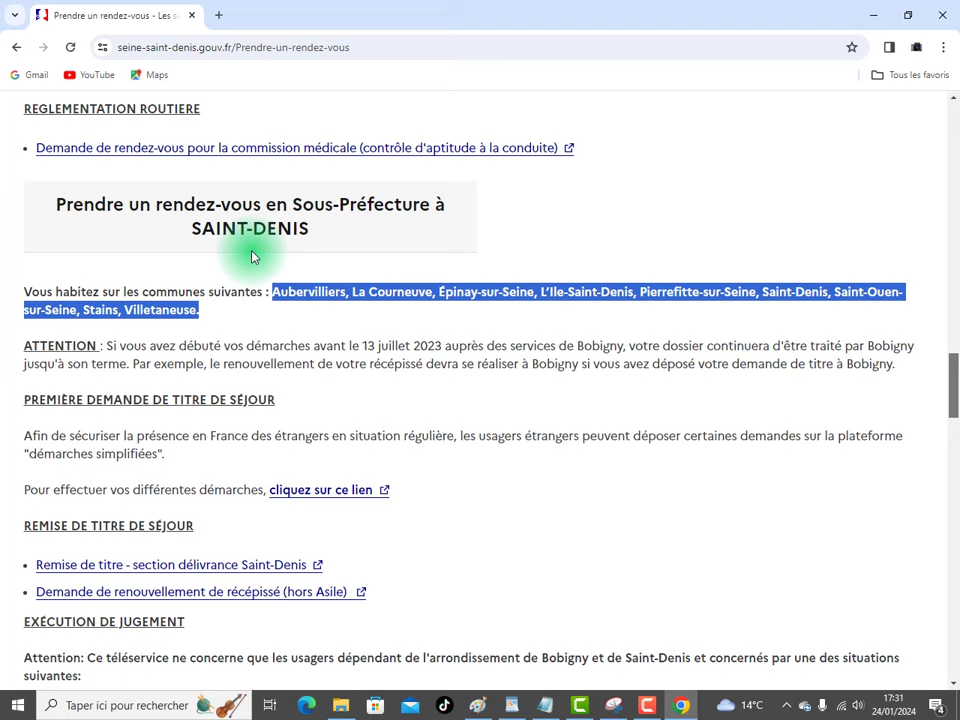 Prendre un rendez-vous - Les s
seine-saint-denis.gouv.fr/Prendre-un-rendez-vous
Gmail
YouTube
Maps
Tous les favoris
REGLEMENTATION ROUTIERE
Demande de rendez-vous pour la commission médicale (contrôle d'aptitude à la conduite)
Prendre un rendez-vous en Sous-Préfecture à
SAINT-DENIS
Vous habitez sur les communes suivantes : Aubervilliers, La Courneuve, Épinay-sur-Seine, L’Ile-Saint-Denis, Pierrefitte-sur-Seine, Saint-Denis, Saint-Ouen-
sur-Seine, Stains, Villetaneuse.
ATTENTION : Si vous avez débuté vos démarches avant le 13 juillet 2023 auprès des services de Bobigny, votre dossier continuera d'être traité par Bobigny
jusqu'à son terme. Par exemple, le renouvellement de votre récépissé devra se réaliser à Bobigny si vous avez déposé votre demande de titre à Bobigny.
PREMIÈRE DEMANDE DE TITRE DE SÉJOUR
Afin de sécuriser la présence en France des étrangers en situation régulière, les usagers étrangers peuvent déposer certaines demandes sur la plateforme
"démarches simplifiées".
Pour effectuer vos différentes démarches, cliquez sur ce lien
REMISE DE TITRE DE SÉJOUR
Remise de titre - section délivrance Saint-Denis
Demande de renouvellement de récépissé (hors Asile)
EXÉCUTION DE JUGEMENT
Attention: Ce téléservice ne concerne que les usagers dépendant de l'arrondissement de Bobigny et de Saint-Denis et concernés par une des situations
suivantes:
Taper ici pour rechercher
14°C
17:31
24/01/2024
4